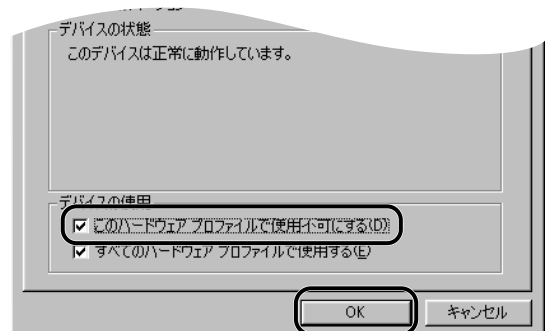 デバイスの状態
このデバイスは正常に動作しています。
デバイスの使用
このハードウェア プロファイルで使用不可にする(D)
すべてのハードウェア プロファイルで使用する(E)
OK
キャンセル